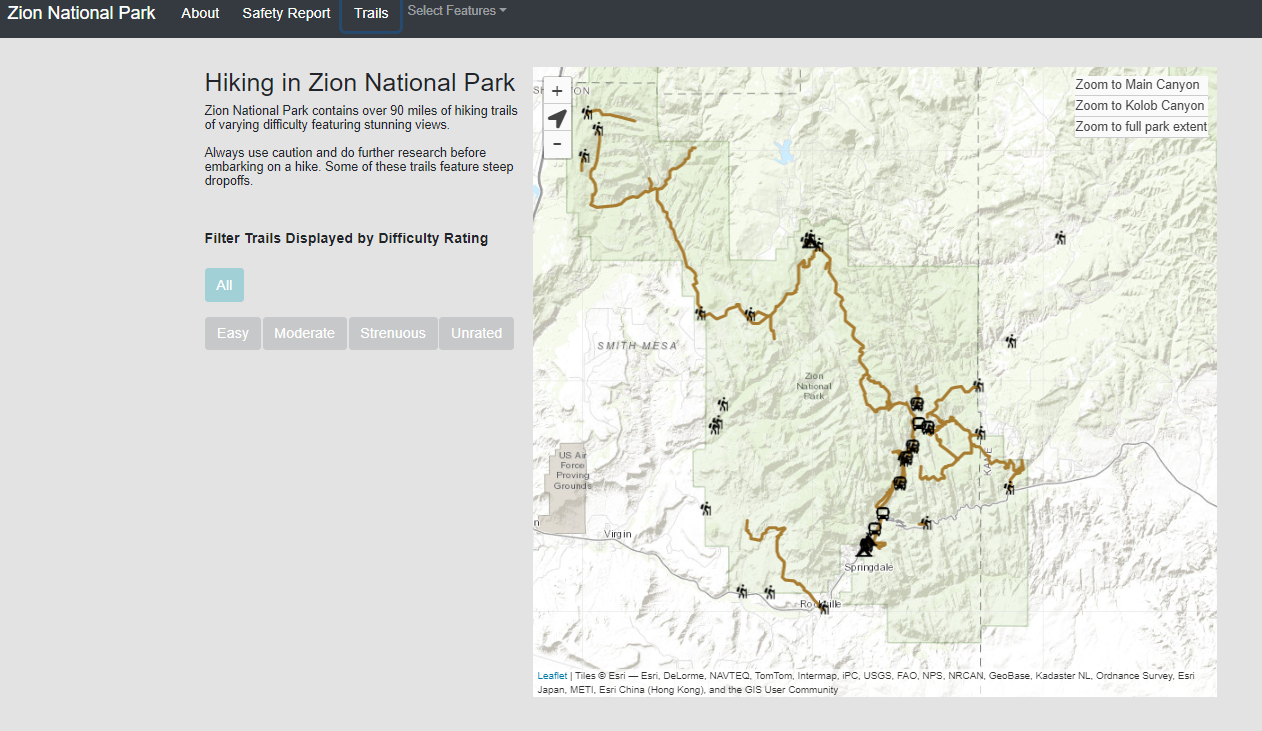 Zion National Park About Safety Report Trails Select Features
Hiking in Zion National Park
Zion National Park contains over 90 miles of hiking trails
of varying difficulty featuring stunning views.
Always use caution and do further research before
embarking on a hike. Some of these trails feature steep
dropoffs.
Filter Trails Displayed by Difficulty Rating
All
Easy Moderate Strenuous Unrated
+
−
Zoom to Main Canyon
Zoom to Kolob Canyon
Zoom to full park extent
SMITH MESA
Zion
National
Park
US Air
Force
Proving
Grounds
KANE
Virgin
Springdale
Leaflet | Tiles © Esri — Esri, DeLorme, NAVTEQ, TomTom, Intermap, iPC, USGS, FAO, NPS, NRCAN, GeoBase, Kadaster NL, Ordnance Survey, Esri
Japan, METI, Esri China (Hong Kong), and the GIS User Community